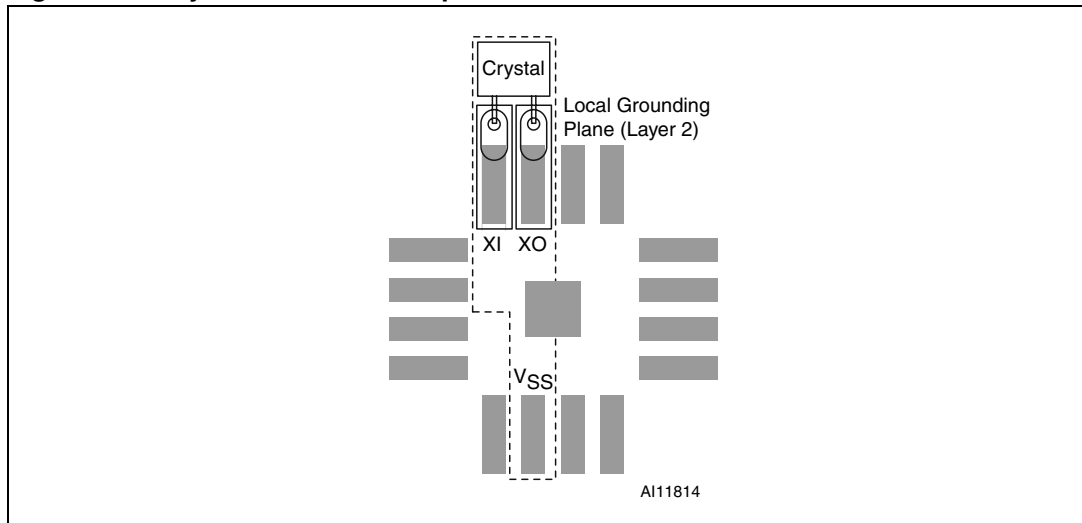 Crystal
Local Grounding
Plane (Layer 2)
XI XO
VSS
AI11814